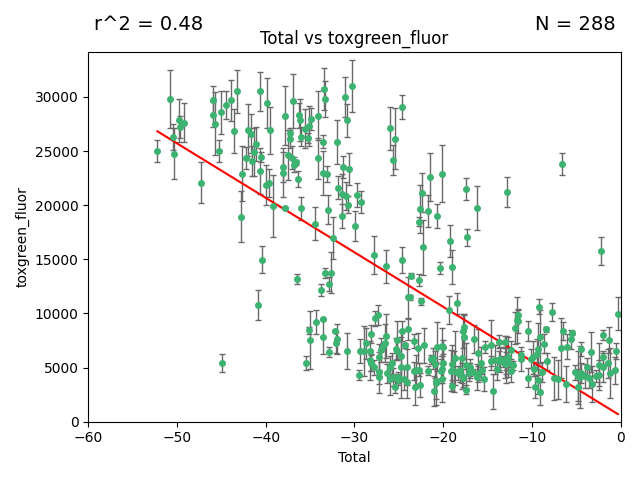 r^2 = 0.48
N = 288
Total vs toxgreen_fluor
toxgreen_fluor
30000
25000
20000
15000
10000
5000
0
−60
−50
−40
−30
−20
−10
0
Total